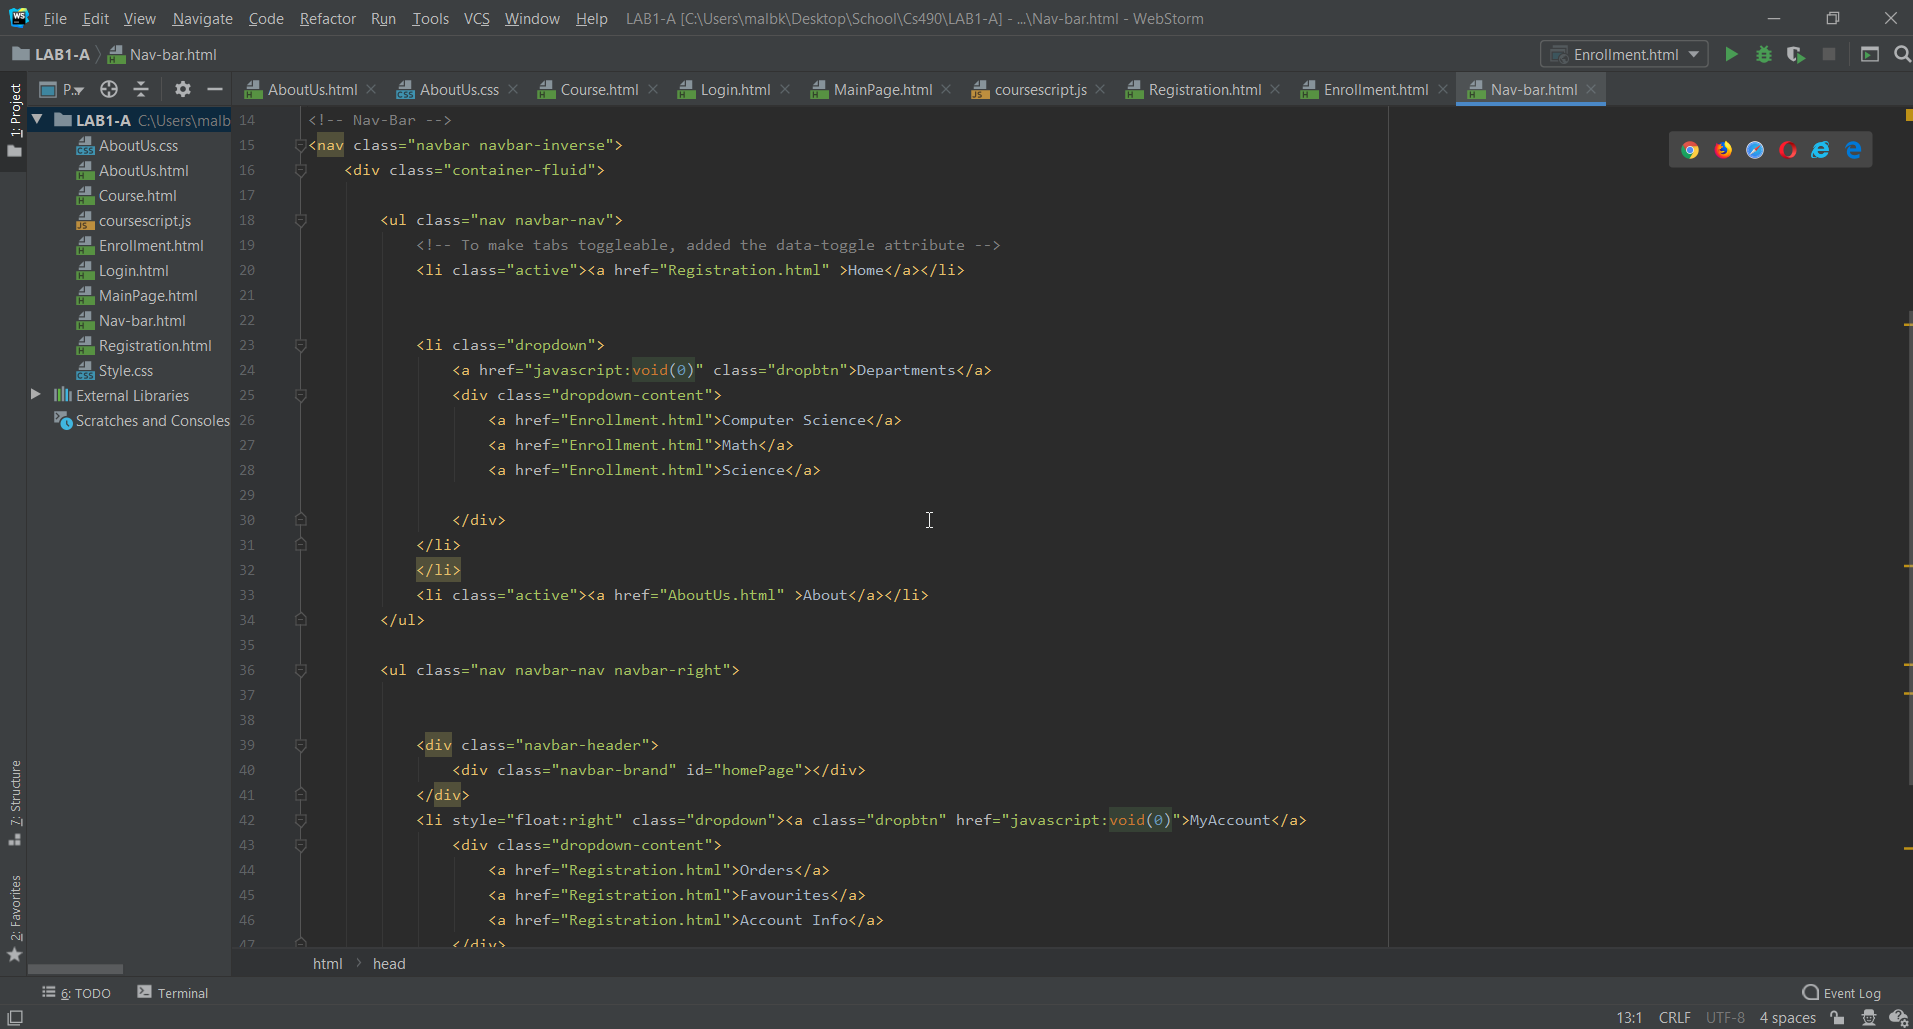 File Edit View Navigate Code Refactor Run Tools VCS Window Help LAB1-A [C:\Users\malbk\Desktop\School\Cs490\LAB1-A] - ...\Nav-bar.html - WebStorm
LAB1-A Nav-bar.html Enrollment.html
P.. AboutUs.html AboutUs.css Course.html Login.html MainPage.html coursescript.js Registration.html Enrollment.html Nav-bar.html
1: Project
LAB1-A C:\Users\malb
AboutUs.css
AboutUs.html
Course.html
coursescript.js
Enrollment.html
Login.html
MainPage.html
Nav-bar.html
Registration.html
Style.css
External Libraries
Scratches and Consoles
7: Structure
2: Favorites
14 <!-- Nav-Bar -->
15 <nav class="navbar navbar-inverse">
16 <div class="container-fluid">
17
18 <ul class="nav navbar-nav">
19 <!-- To make tabs toggleable, added the data-toggle attribute -->
20 <li class="active"><a href="Registration.html" >Home</a></li>
21
22
23 <li class="dropdown">
24 <a href="javascript:void(0)" class="dropbtn">Departments</a>
25 <div class="dropdown-content">
26 <a href="Enrollment.html">Computer Science</a>
27 <a href="Enrollment.html">Math</a>
28 <a href="Enrollment.html">Science</a>
29
30 </div>
31 </li>
32 </li>
33 <li class="active"><a href="AboutUs.html" >About</a></li>
34 </ul>
35
36 <ul class="nav navbar-nav navbar-right">
37
38
39 <div class="navbar-header">
40 <div class="navbar-brand" id="homePage"></div>
41 </div>
42 <li style="float:right" class="dropdown"><a class="dropbtn" href="javascript:void(0)">MyAccount</a>
43 <div class="dropdown-content">
44 <a href="Registration.html">Orders</a>
45 <a href="Registration.html">Favourites</a>
46 <a href="Registration.html">Account Info</a>
47 </div>
html head
6: TODO Terminal Event Log
13:1 CRLF UTF-8 4 spaces